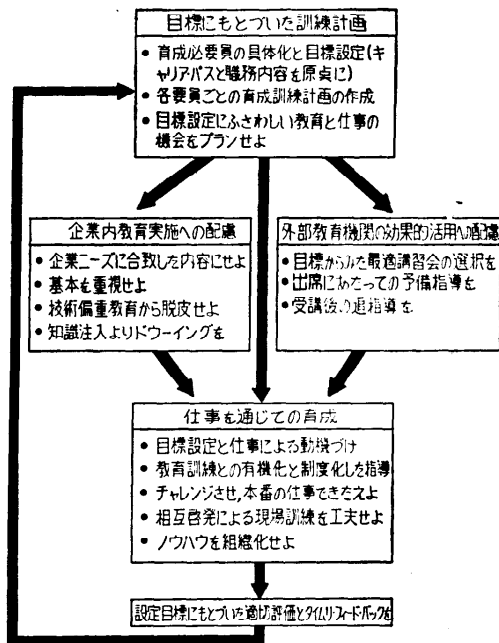 目標にもとづいた訓練計画
• 育成必要員の具体化と目標設定(キ
ャリアパスと職務内容を原点に)
• 各要員ごとの育成訓練計画の作成
• 目標設定にふさわしい教育と仕事の
機会をプランせよ
企業内教育実施への配慮
• 企業ニーズに合致した内容にせよ
• 基本を重視せよ
• 技術偏重教育から脱皮せよ
• 知識注入よりドウーイングを
外部教育機関の効果的活用への配慮
• 目標からみた最適講習会の選択を
• 出席にあたっての予備指導を
• 受講後の追指導を
仕事を通じての育成
• 目標設定と仕事による動機づけ
• 教育訓練との有機化と制度化した指導
• チャレンジさせ,本番の仕事できたえよ
• 相互啓発による現場訓練を工夫せよ
• ノウハウを組織化せよ
設定目標にもとづいた適切評価とタイムリ・フィード・バックを